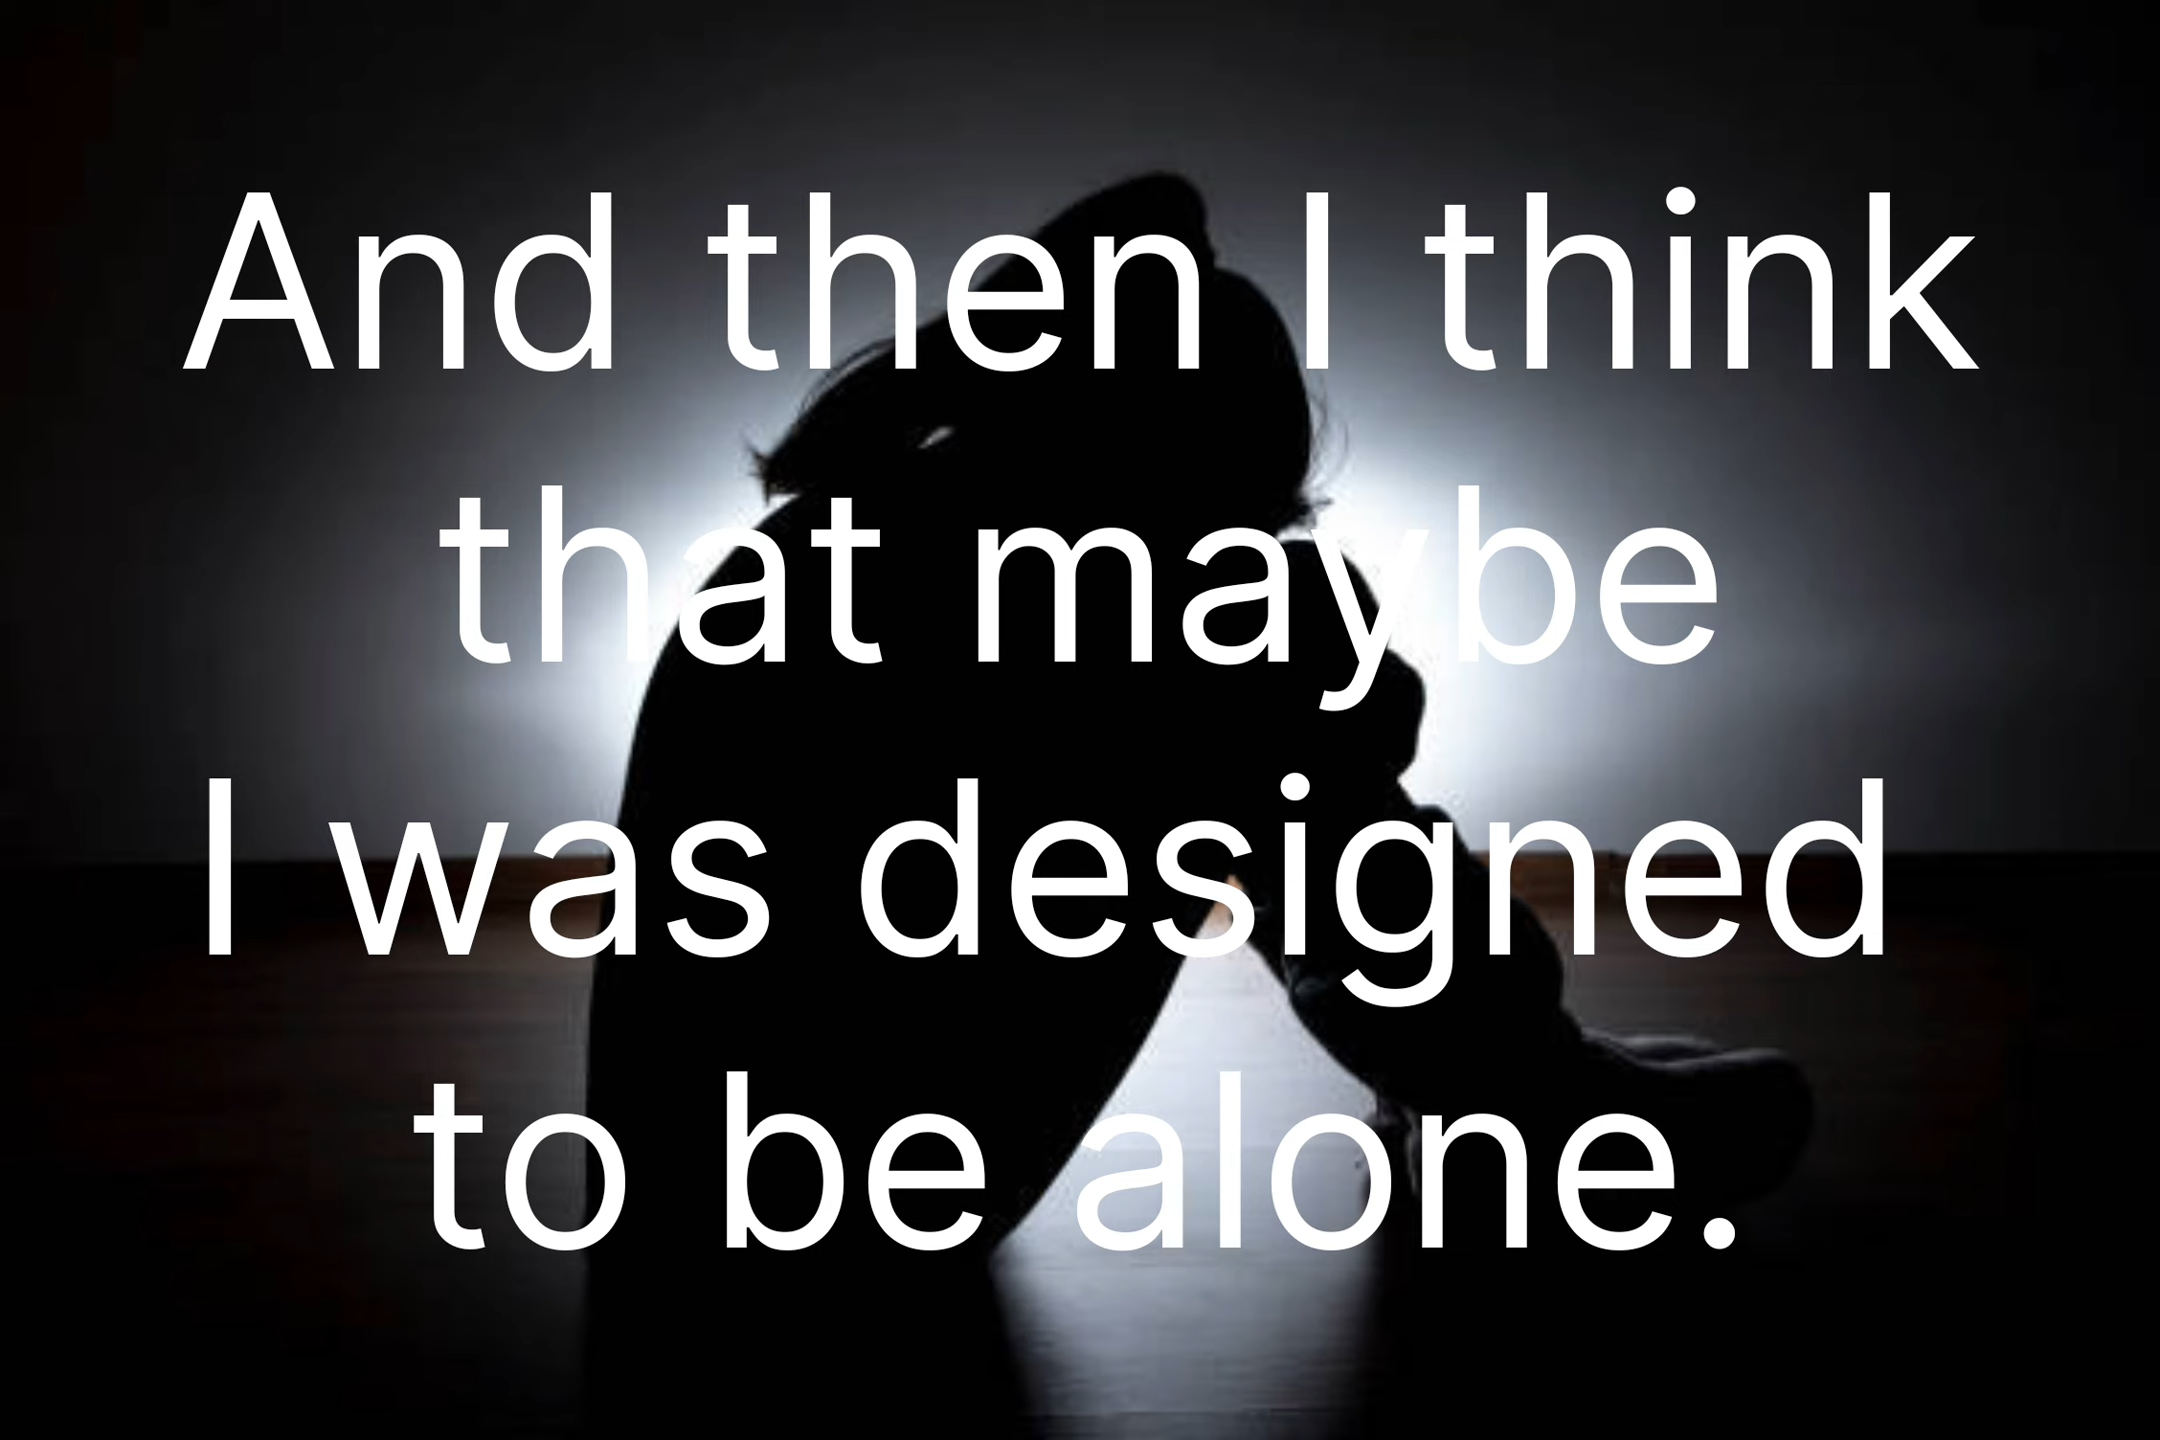 And then I think
that maybe
I was designed
to be alone.